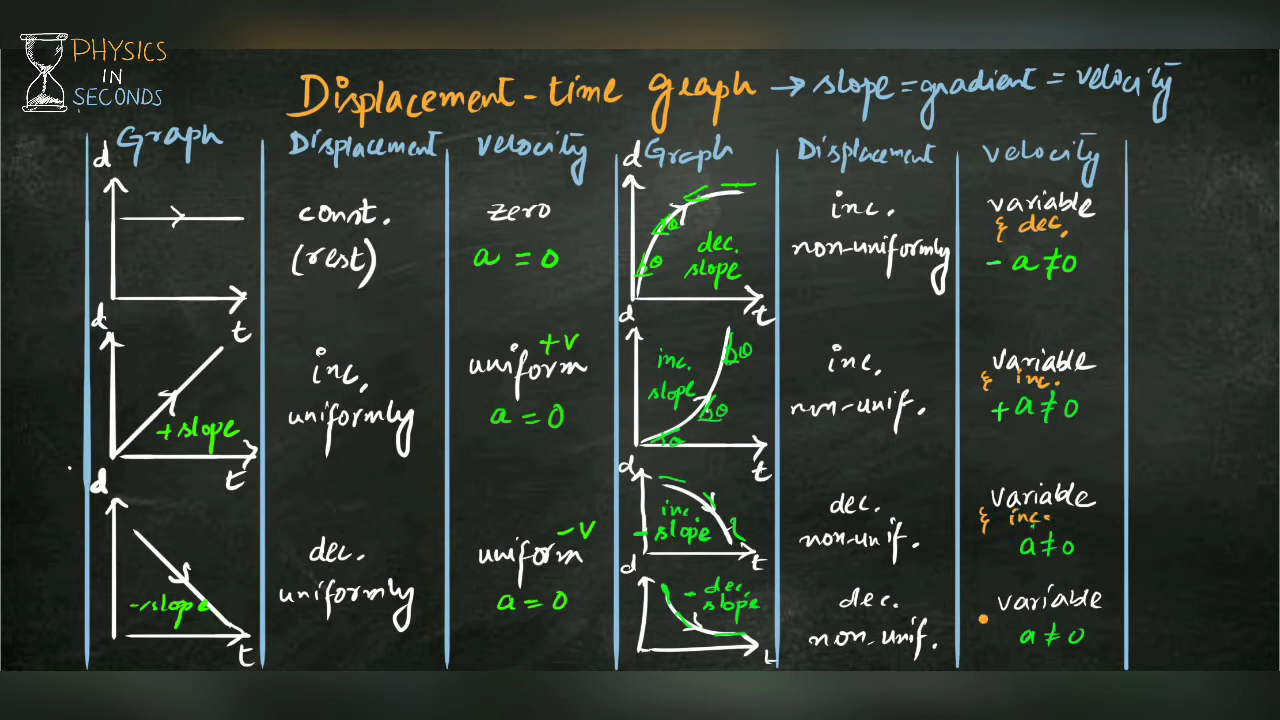 PHYSICS
IN
SECONDS
Displacement-time graph → slope = gradient = velocity
Graph Displacement velocity Graph Displacement velocity
d
const.
(rest)
zero
a = 0
t
d
dec.
slope
θ
θ
θ
t
inc.
non-uniformly
variable
& dec.
- a ≠ 0
d
+slope
t
inc.
uniformly
+v
uniform
a = 0
d
inc.
slope
θ
θ
θ
t
inc.
non-unif.
variable
& inc.
+ a ≠ 0
d
-slope
t
dec.
uniformly
-v
uniform
a = 0
d
inc.
- slope
t
dec.
non-unif.
variable
& inc.
a ≠ 0
d
- dec.
slope
t
dec.
non-unif.
variable
a ≠ 0